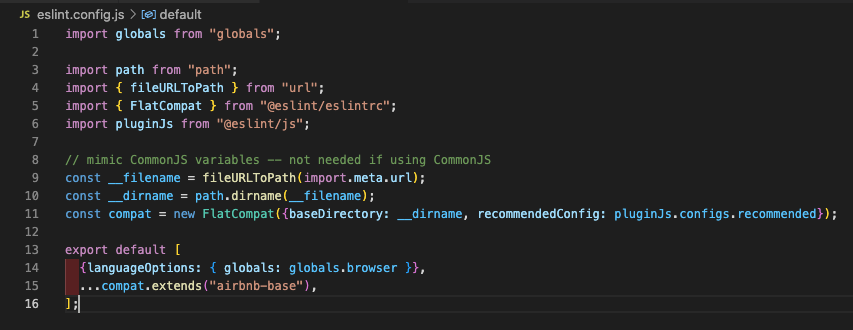 JS eslint.config.js > default
1 import globals from "globals";
2
3 import path from "path";
4 import { fileURLToPath } from "url";
5 import { FlatCompat } from "@eslint/eslintrc";
6 import pluginJs from "@eslint/js";
7
8 // mimic CommonJS variables -- not needed if using CommonJS
9 const __filename = fileURLToPath(import.meta.url);
10 const __dirname = path.dirname(__filename);
11 const compat = new FlatCompat({baseDirectory: __dirname, recommendedConfig: pluginJs.configs.recommended});
12
13 export default [
14   {languageOptions: { globals: globals.browser }},
15   ...compat.extends("airbnb-base"),
16 ];